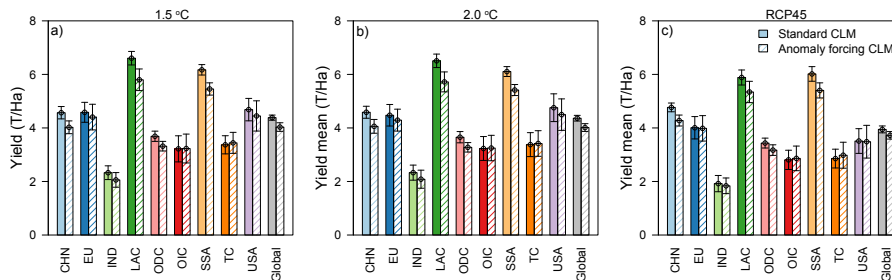 1.5 °C
2.0 °C
RCP45
a)
b)
c)
Standard CLM
Anomaly forcing CLM
Yield (T/Ha)
8
6
4
2
0
Yield mean (T/Ha)
8
6
4
2
0
Yield mean (T/Ha)
8
6
4
2
0
CHN
EU
IND
LAC
ODC
OIC
SSA
TC
USA
Global
CHN
EU
IND
LAC
ODC
OIC
SSA
TC
USA
Global
CHN
EU
IND
LAC
ODC
OIC
SSA
TC
USA
Global